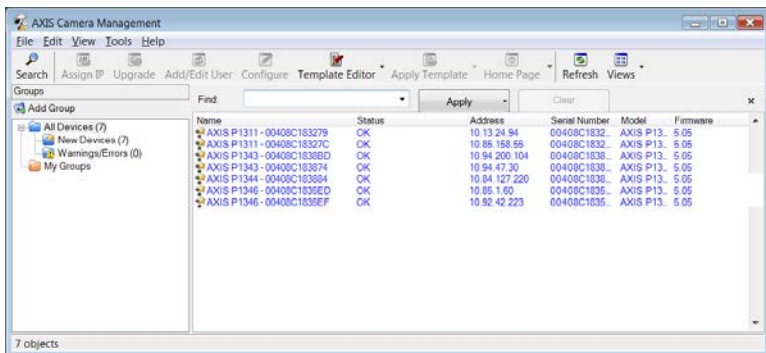 AXIS Camera Management
File Edit View Tools Help
Search Assign IP Upgrade Add/Edit User Configure Template Editor Apply Template Home Page Refresh Views
Groups
Add Group
All Devices (7)
New Devices (7)
Warnings/Errors (0)
My Groups
Find: Apply Clear x
Name Status Address Serial Number Model Firmware
AXIS P1311 - 00408C183279 OK 10.13.24.94 00408C1832... AXIS P13... 5.05
AXIS P1311 - 00408C18327C OK 10.85.158.55 00408C1832... AXIS P13... 5.05
AXIS P1343 - 00408C1838BD OK 10.94.200.104 00408C1838... AXIS P13... 5.05
AXIS P1343 - 00408C183874 OK 10.94.47.30 00408C1838... AXIS P13... 5.05
AXIS P1344 - 00408C183884 OK 10.84.127.220 00408C1838... AXIS P13... 5.05
AXIS P1346 - 00408C1835ED OK 10.85.1.60 00408C1835... AXIS P13... 5.05
AXIS P1346 - 00408C1835EF OK 10.92.42.223 00408C1835... AXIS P13... 5.05
7 objects